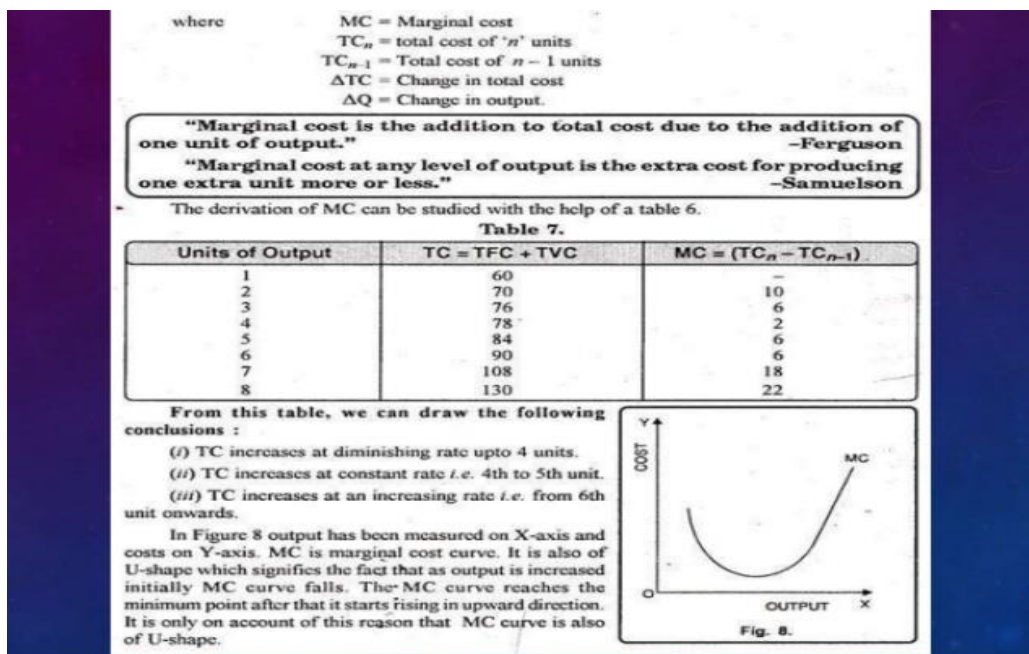 where MC = Marginal cost
TCₙ = total cost of 'n' units
TCₙ₋₁ = Total cost of n – 1 units
ΔTC = Change in total cost
ΔQ = Change in output.
"Marginal cost is the addition to total cost due to the addition of
one unit of output." –Ferguson
"Marginal cost at any level of output is the extra cost for producing
one extra unit more or less." –Samuelson
The derivation of MC can be studied with the help of a table 6.
Table 7.
Units of Output TC = TFC + TVC MC = (TCₙ – TCₙ₋₁)
1 60 –
2 70 10
3 76 6
4 78 2
5 84 6
6 90 6
7 108 18
8 130 22
From this table, we can draw the following
conclusions :
(i) TC increases at diminishing rate upto 4 units.
(ii) TC increases at constant rate i.e. 4th to 5th unit.
(iii) TC increases at an increasing rate i.e. from 6th
unit onwards.
In Figure 8 output has been measured on X-axis and
costs on Y-axis. MC is marginal cost curve. It is also of
U-shape which signifies the fact that as output is increased
initially MC curve falls. The MC curve reaches the
minimum point after that it starts rising in upward direction.
It is only on account of this reason that MC curve is also
of U-shape.
Y
COST
MC
O
OUTPUT X
Fig. 8.